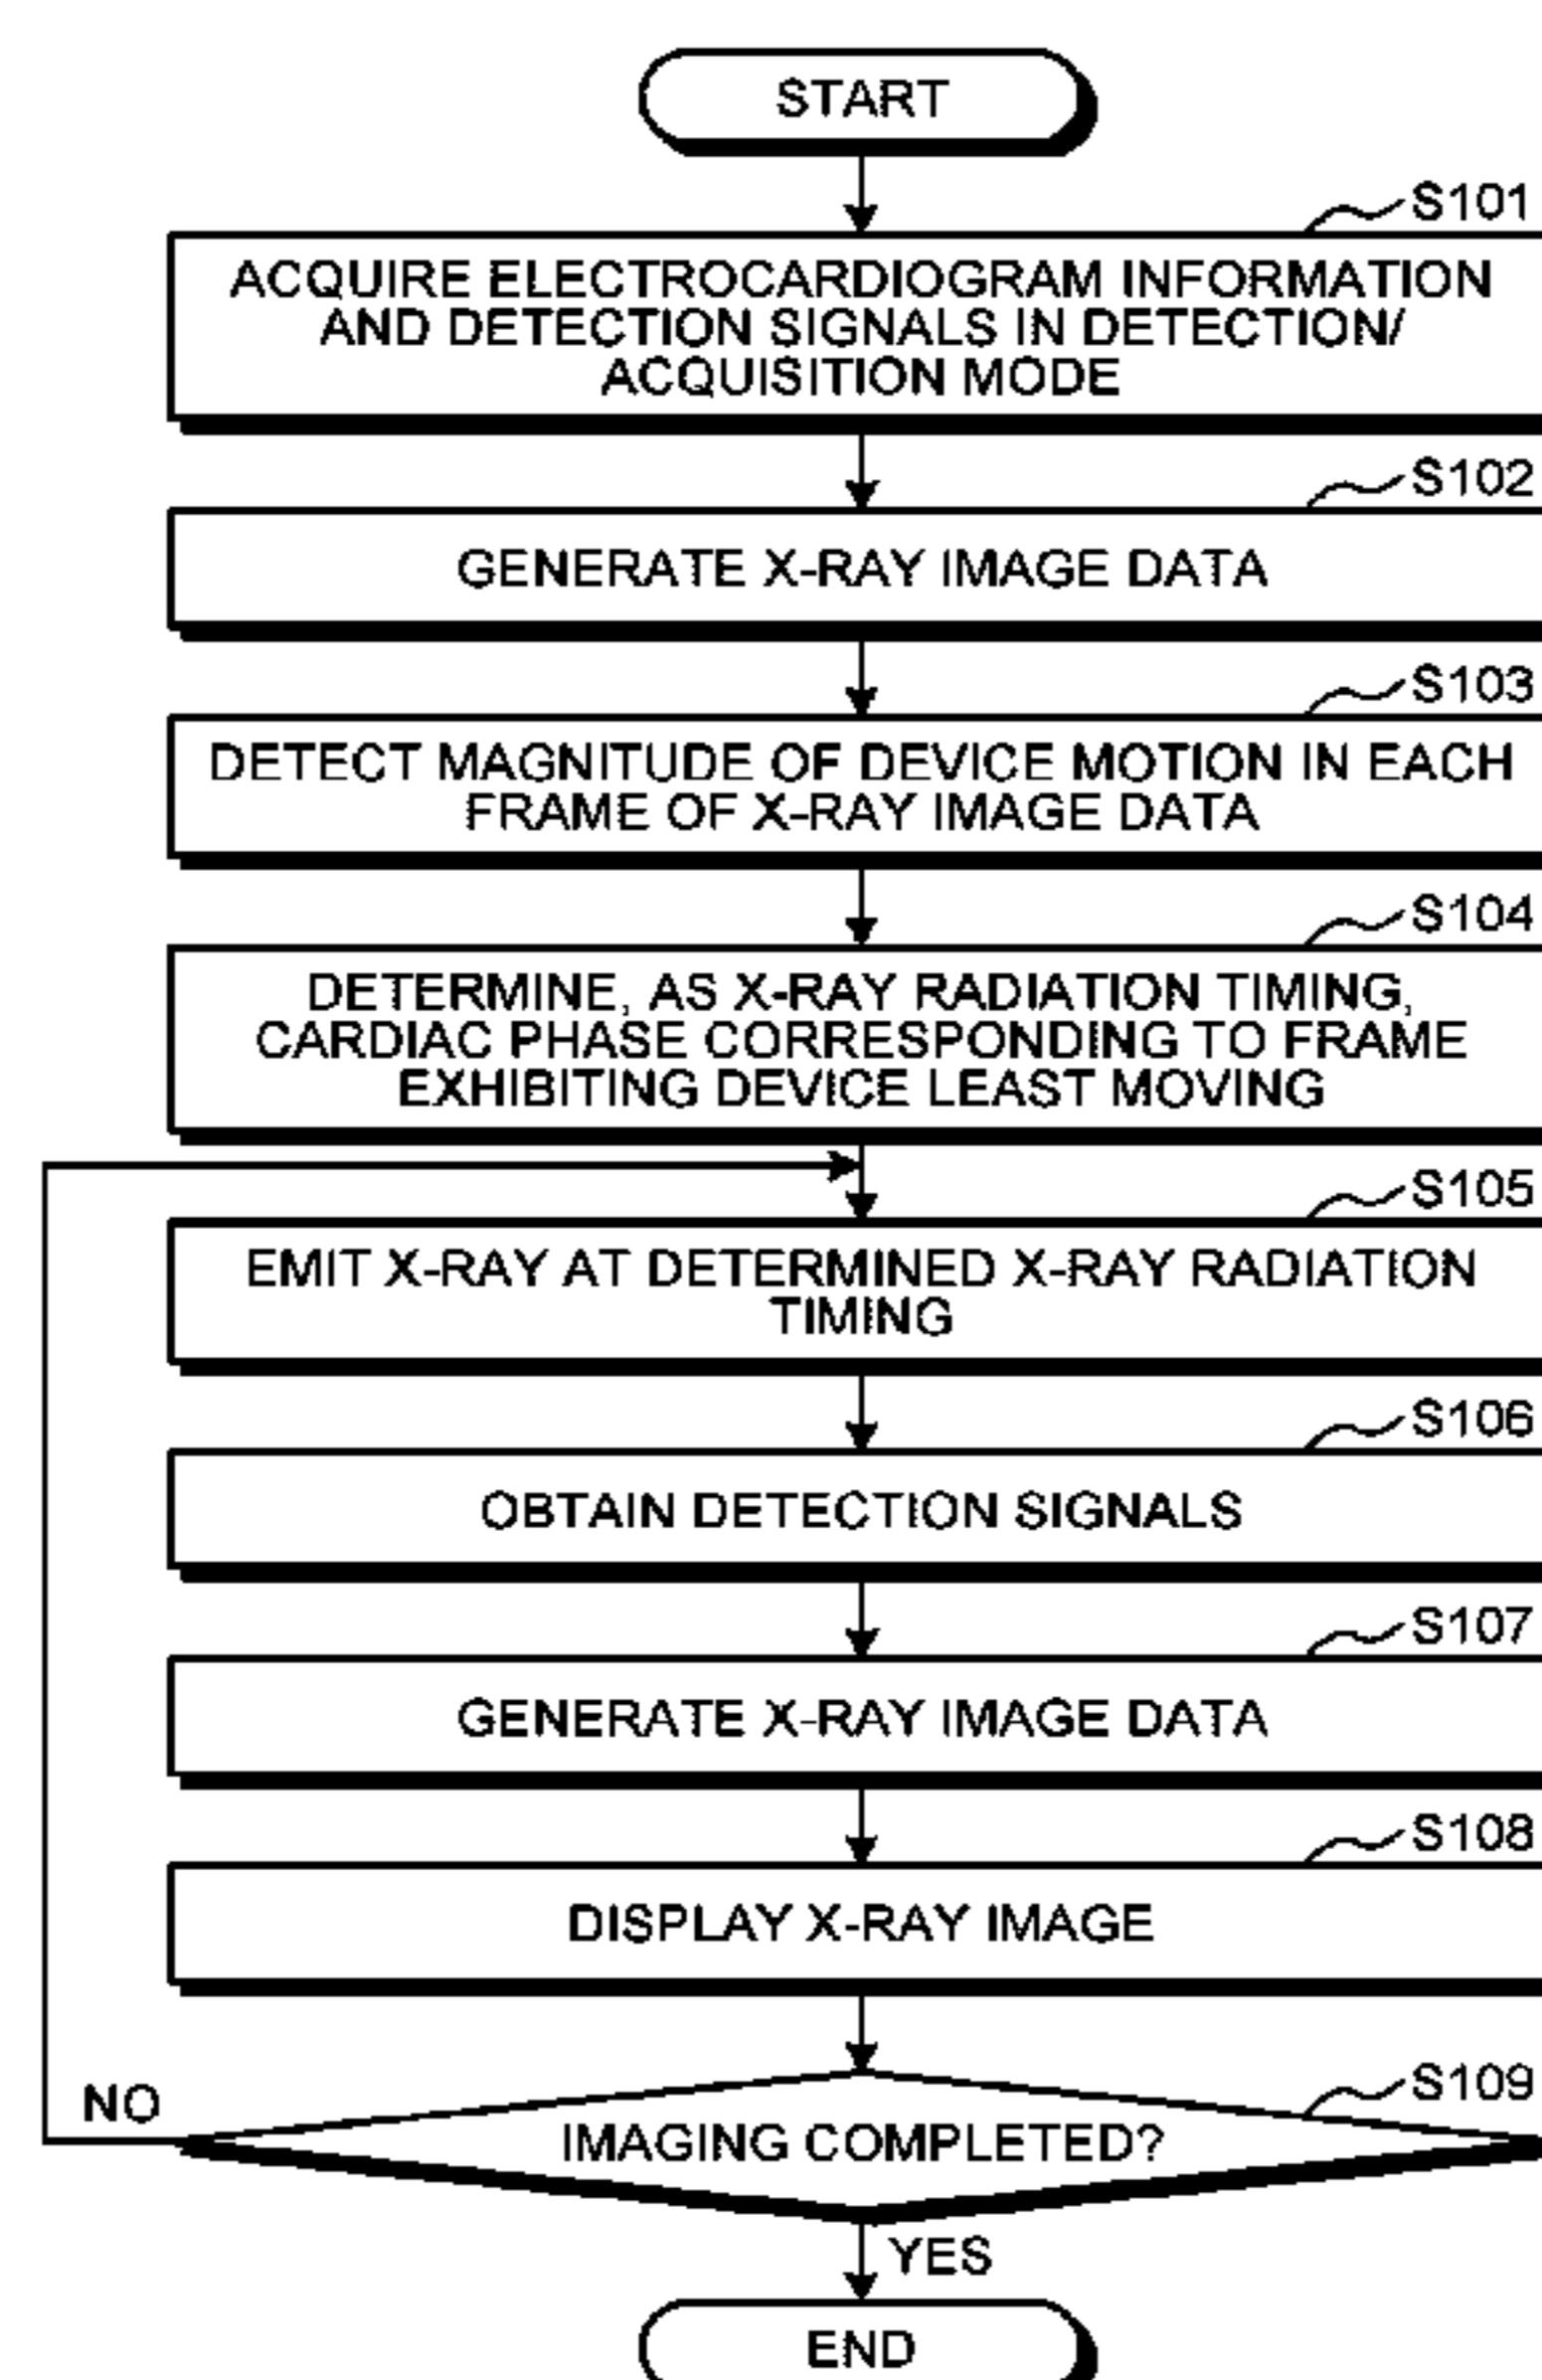 START
S101
ACQUIRE ELECTROCARDIOGRAM INFORMATION
AND DETECTION SIGNALS IN DETECTION/
ACQUISITION MODE
S102
GENERATE X-RAY IMAGE DATA
S103
DETECT MAGNITUDE OF DEVICE MOTION IN EACH
FRAME OF X-RAY IMAGE DATA
S104
DETERMINE, AS X-RAY RADIATION TIMING,
CARDIAC PHASE CORRESPONDING TO FRAME
EXHIBITING DEVICE LEAST MOVING
S105
EMIT X-RAY AT DETERMINED X-RAY RADIATION
TIMING
S106
OBTAIN DETECTION SIGNALS
S107
GENERATE X-RAY IMAGE DATA
S108
DISPLAY X-RAY IMAGE
S109
NO
IMAGING COMPLETED?
YES
END